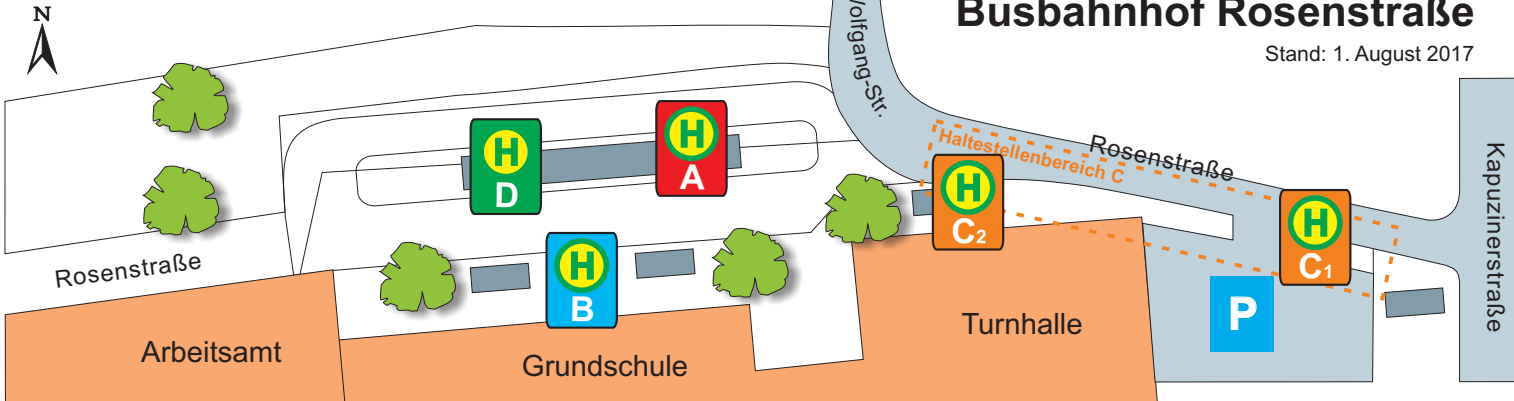 N
Busbahnhof Rosenstraße
Stand: 1. August 2017
Wolfgang-Str.
Rosenstraße
Haltestellenbereich C
Kapuzinerstraße
H
A
H
D
H
C2
H
C1
H
B
Rosenstraße
P
Arbeitsamt
Grundschule
Turnhalle